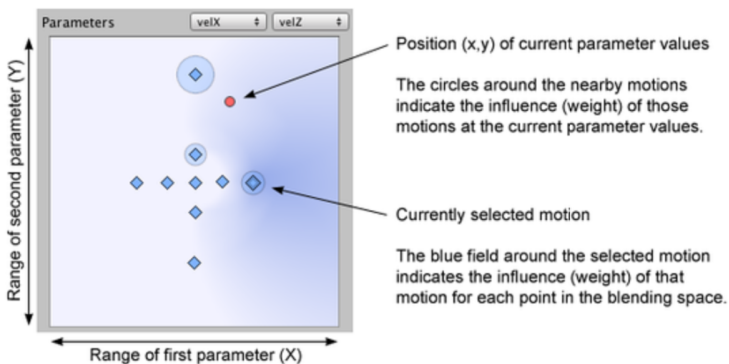 Parameters
velX
velZ
Position (x,y) of current parameter values
The circles around the nearby motions
indicate the influence (weight) of those
motions at the current parameter values.
Range of second parameter (Y)
Currently selected motion
The blue field around the selected motion
indicates the influence (weight) of that
motion for each point in the blending space.
Range of first parameter (X)